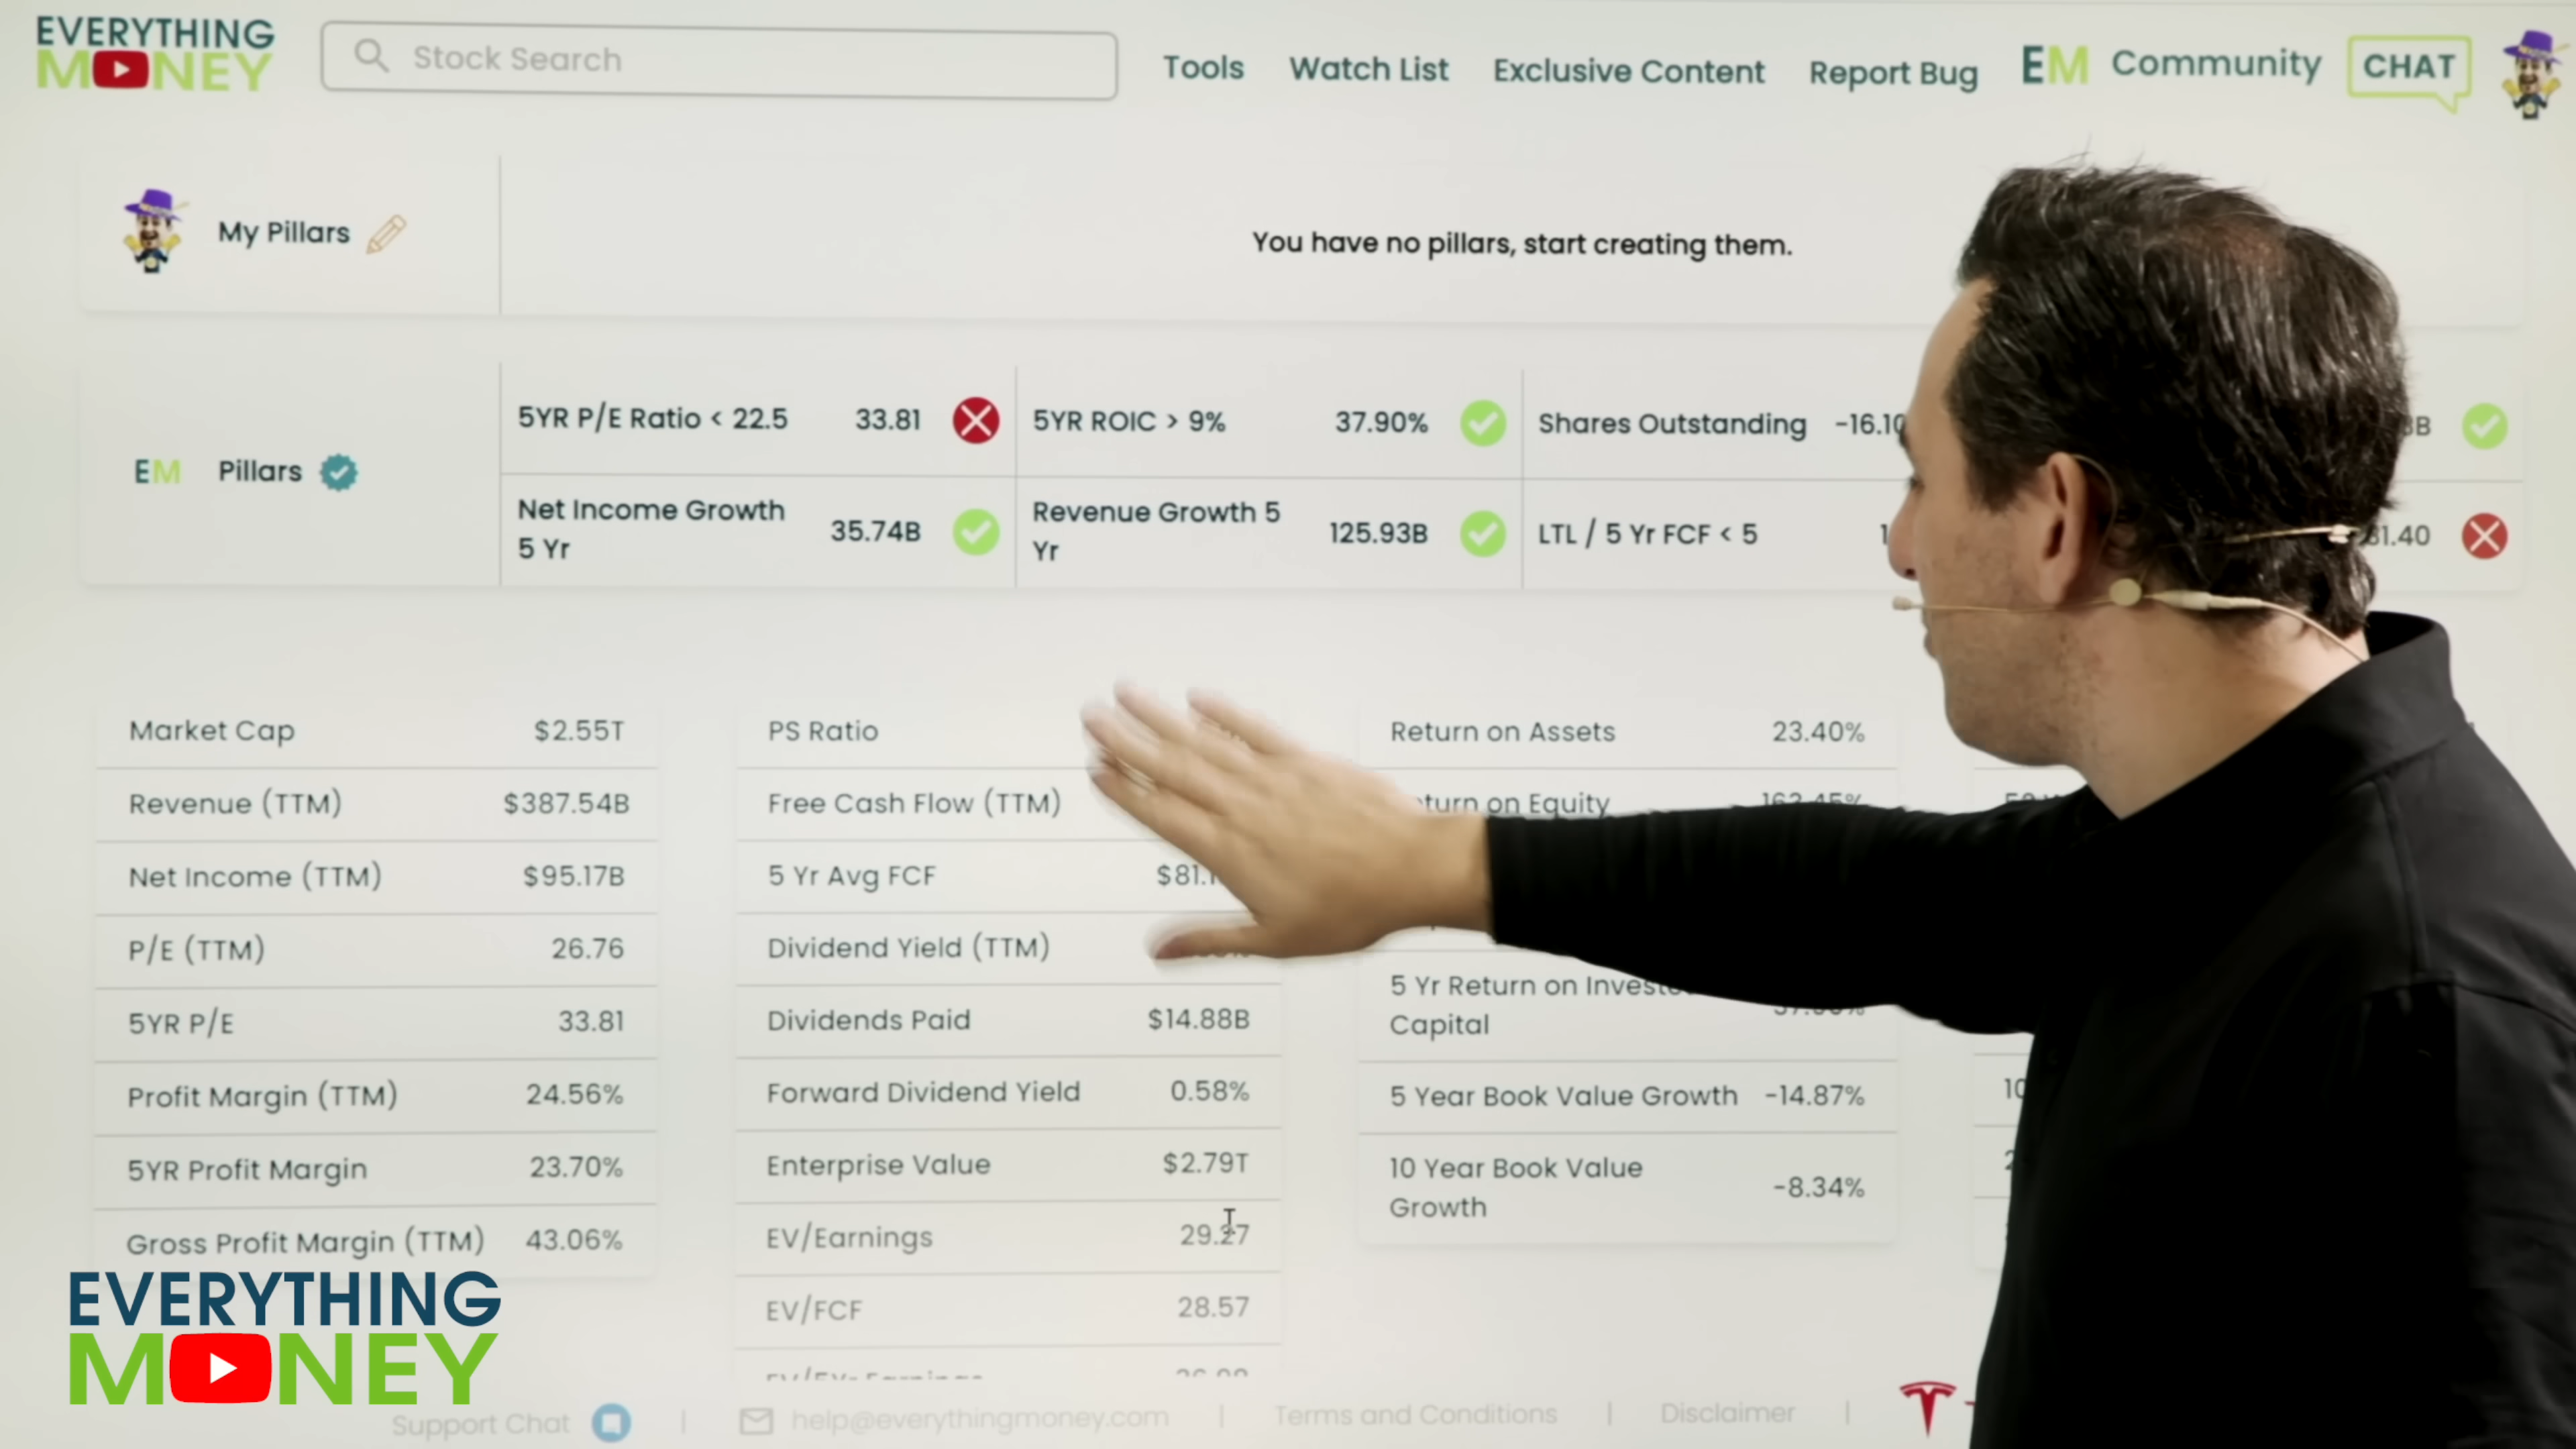 EVERYTHING
MONEY
Stock Search
Tools
Watch List
Exclusive Content
Report Bug
EM Community
CHAT
My Pillars
You have no pillars, start creating them.
EM Pillars
5YR P/E Ratio < 22.5 33.81
5YR ROIC > 9% 37.90%
Shares Outstanding -16.10
Net Income Growth
5 Yr
35.74B
Revenue Growth 5
Yr
125.93B
LTL / 5 Yr FCF < 5
Market Cap $2.55T
Revenue (TTM) $387.54B
Net Income (TTM) $95.17B
P/E (TTM) 26.76
5YR P/E 33.81
Profit Margin (TTM) 24.56%
5YR Profit Margin 23.70%
Gross Profit Margin (TTM) 43.06%
PS Ratio
Free Cash Flow (TTM)
5 Yr Avg FCF
Dividend Yield (TTM)
Dividends Paid $14.88B
Forward Dividend Yield 0.58%
Enterprise Value $2.79T
EV/Earnings 29.27
EV/FCF 28.57
Return on Assets 23.40%
on Equity
5 Yr Return on
Capital
5 Year Book Value Growth -14.87%
10 Year Book Value
Growth
-8.34%
EVERYTHING
MONEY
Support Chat
help@everythingmoney.com
Terms and Conditions
Disclaimer